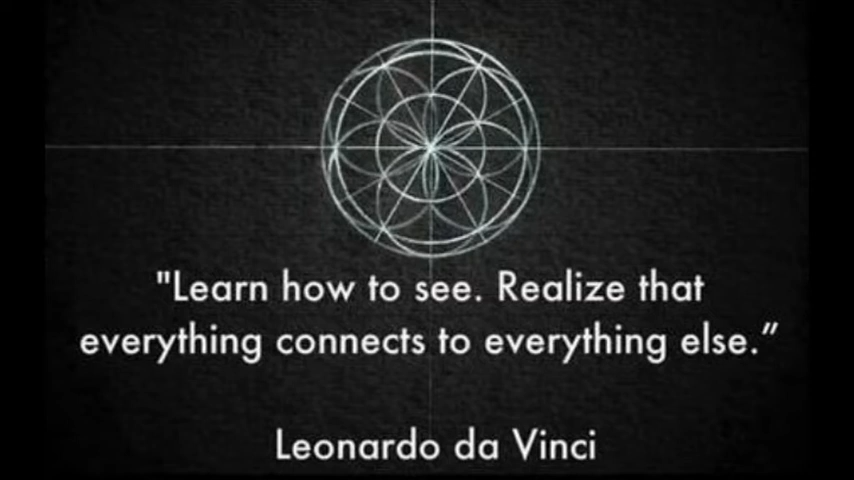 "Learn how to see. Realize that
everything connects to everything else.”
Leonardo da Vinci